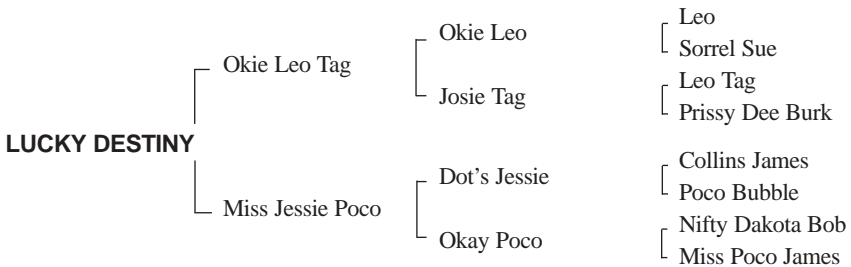 Leo
Okie Leo
Sorrel Sue
Okie Leo Tag
Leo Tag
Josie Tag
Prissy Dee Burk
LUCKY DESTINY
Collins James
Dot's Jessie
Poco Bubble
Miss Jessie Poco
Nifty Dakota Bob
Okay Poco
Miss Poco James